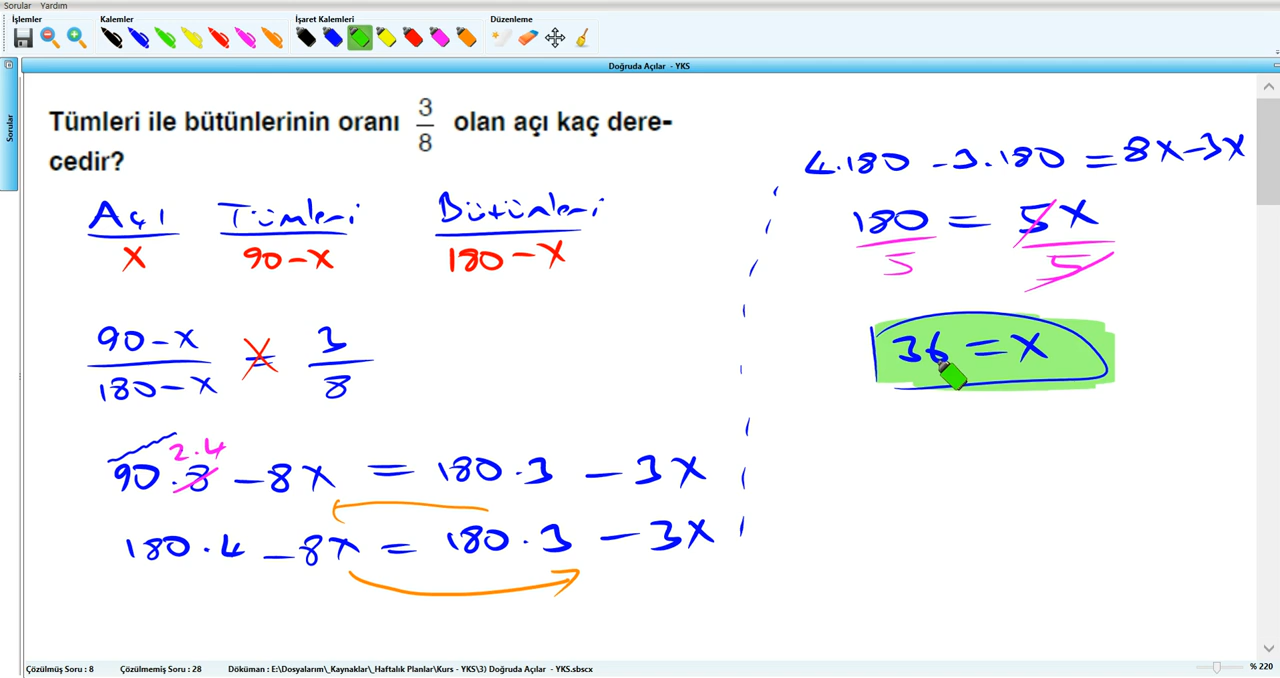 Sorular Yardım
İşlemler Kalemler İşaret Kalemleri Düzenleme
Doğruda Açılar - YKS
Sorular
Tümleri ile bütünlerinin oranı 3/8 olan açı kaç dere-
cedir?
Açı Tümleri Bütünleri
x 90-x 180-x
90-x / 180-x = 3/8
2.4
90.8 -8x = 180.3 -3x
180.4 -8x = 180.3 -3x
4.180 -3.180 = 8x-3x
180 = 5x
5 5
36 = x
Çözülmüş Soru : 8 Çözülmemiş Soru : 28 Döküman : E:\Dosyalarım\_Kaynaklar\_Haftalık Planlar\Kurs - YKS\3) Doğruda Açılar - YKS.sbscx % 220